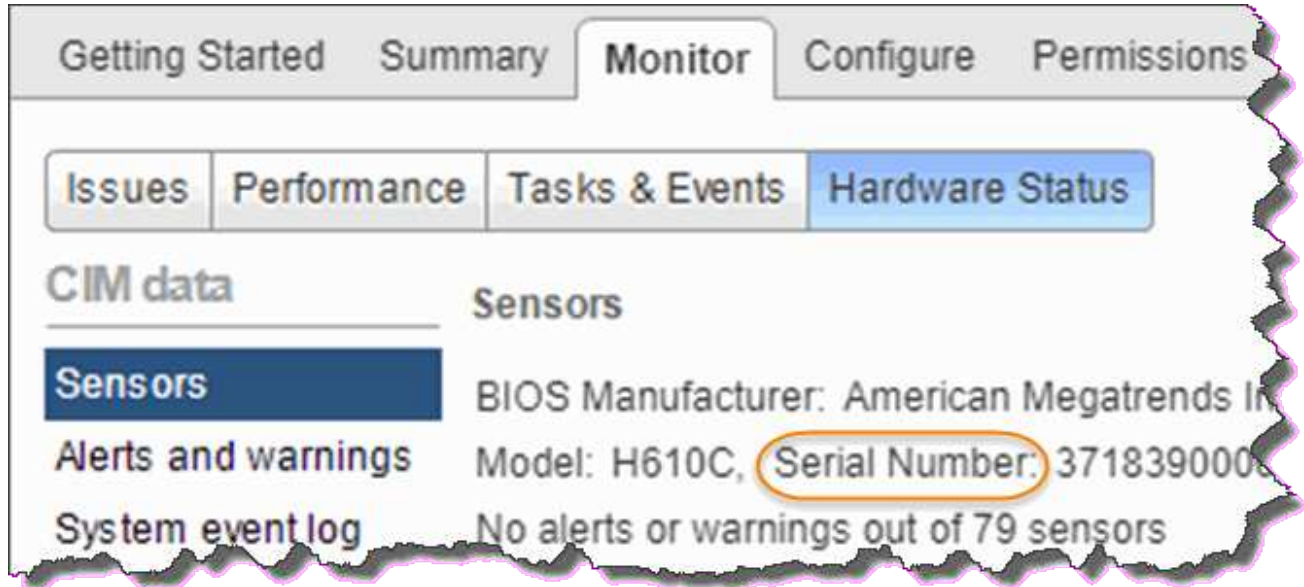 Getting Started Summary Monitor Configure Permissions
Issues Performance Tasks & Events Hardware Status
CIM data
Sensors
Sensors
Alerts and warnings
System event log
BIOS Manufacturer: American Megatrends
Model: H610C, Serial Number:
No alerts or warnings out of 79 sensors